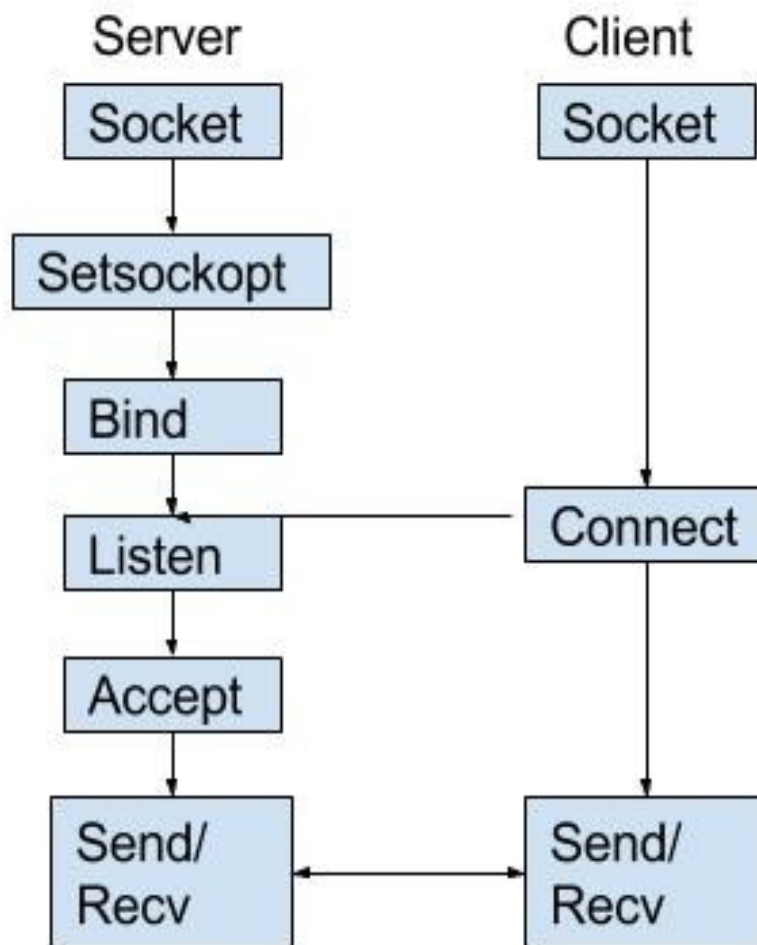 Server
Client
Socket
Socket
Setsockopt
Bind
Listen
Connect
Accept
Send/
Recv
Send/
Recv